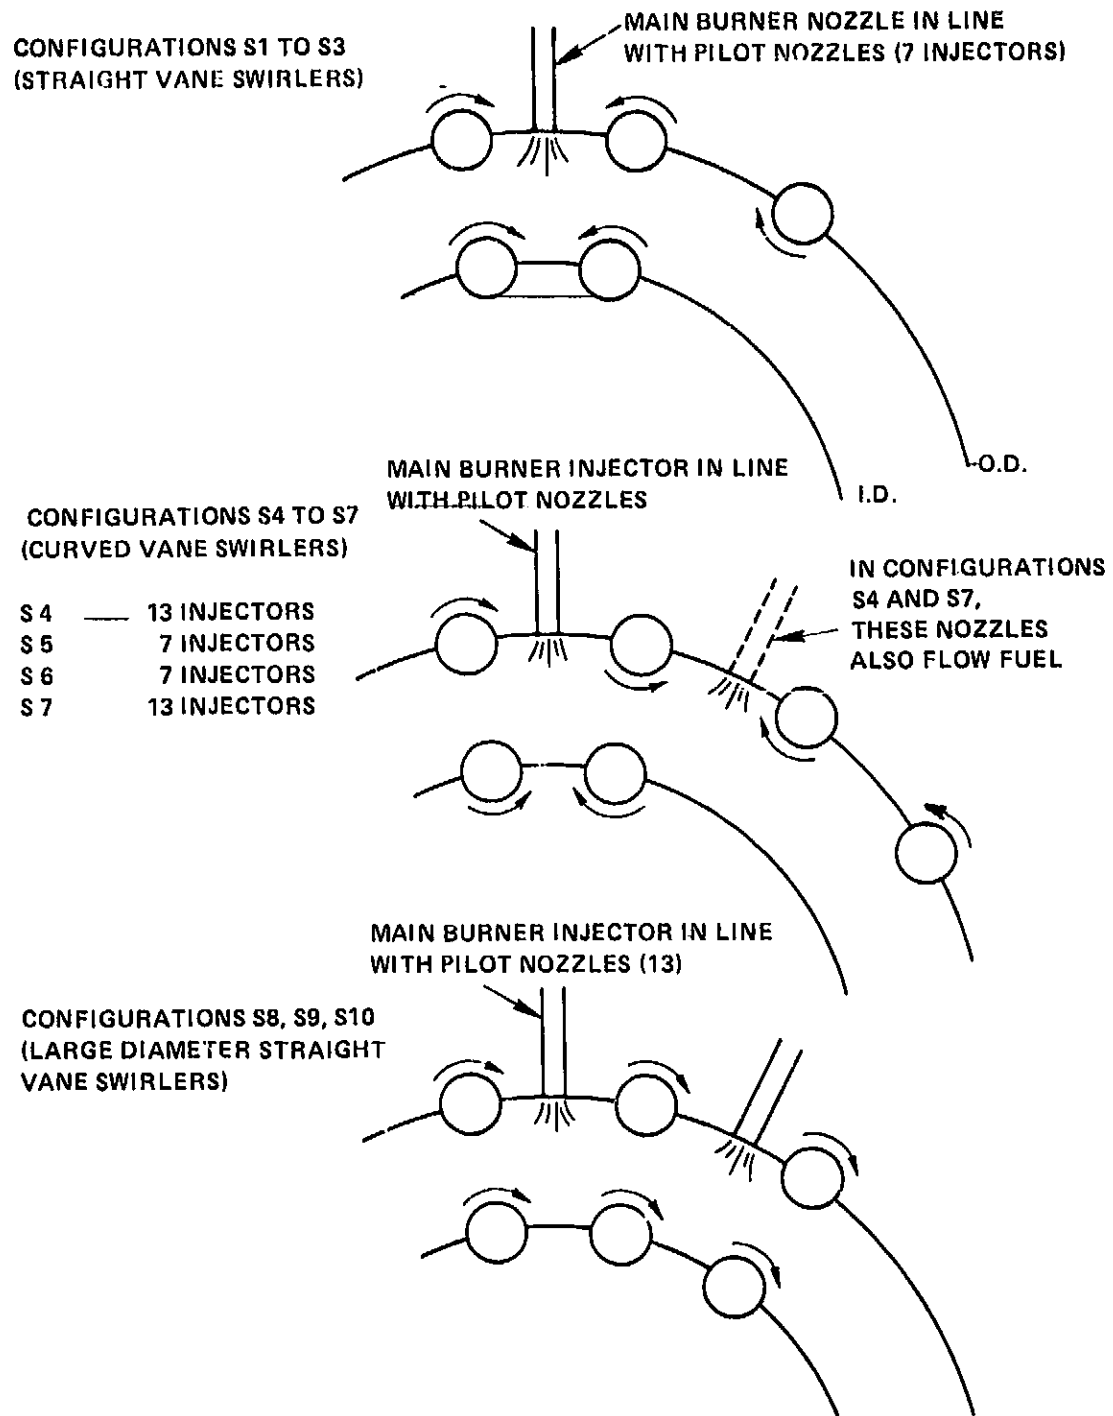 CONFIGURATIONS S1 TO S3
(STRAIGHT VANE SWIRLERS)
MAIN BURNER NOZZLE IN LINE
WITH PILOT NOZZLES (7 INJECTORS)
O.D.
I.D.
MAIN BURNER INJECTOR IN LINE
WITH PILOT NOZZLES
CONFIGURATIONS S4 TO S7
(CURVED VANE SWIRLERS)
S 4 — 13 INJECTORS
S 5 7 INJECTORS
S 6 7 INJECTORS
S 7 13 INJECTORS
IN CONFIGURATIONS
S4 AND S7,
THESE NOZZLES
ALSO FLOW FUEL
MAIN BURNER INJECTOR IN LINE
WITH PILOT NOZZLES (13)
CONFIGURATIONS S8, S9, S10
(LARGE DIAMETER STRAIGHT
VANE SWIRLERS)